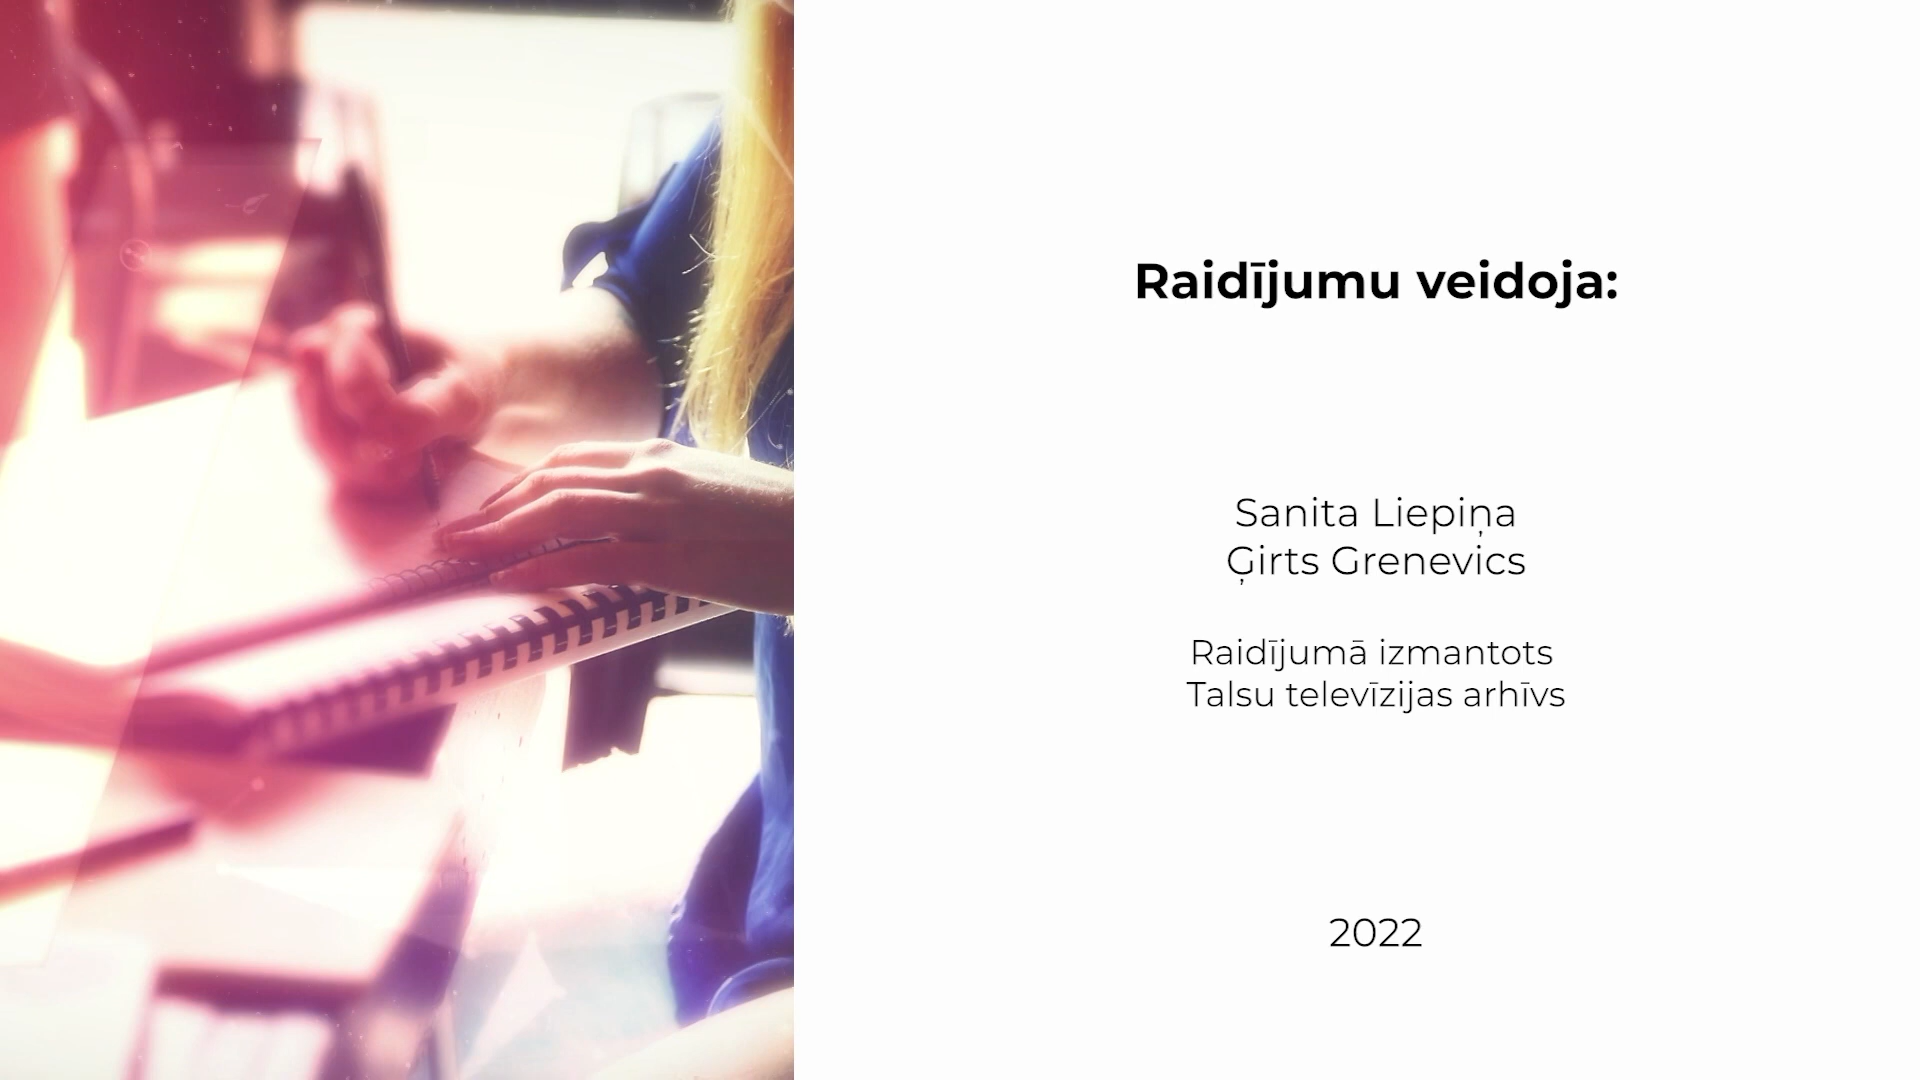 Raidījumu veidoja:
Sanita Liepiņa
Ģirts Grenevics
Raidījumā izmantots
Talsu televīzijas arhīvs
2022